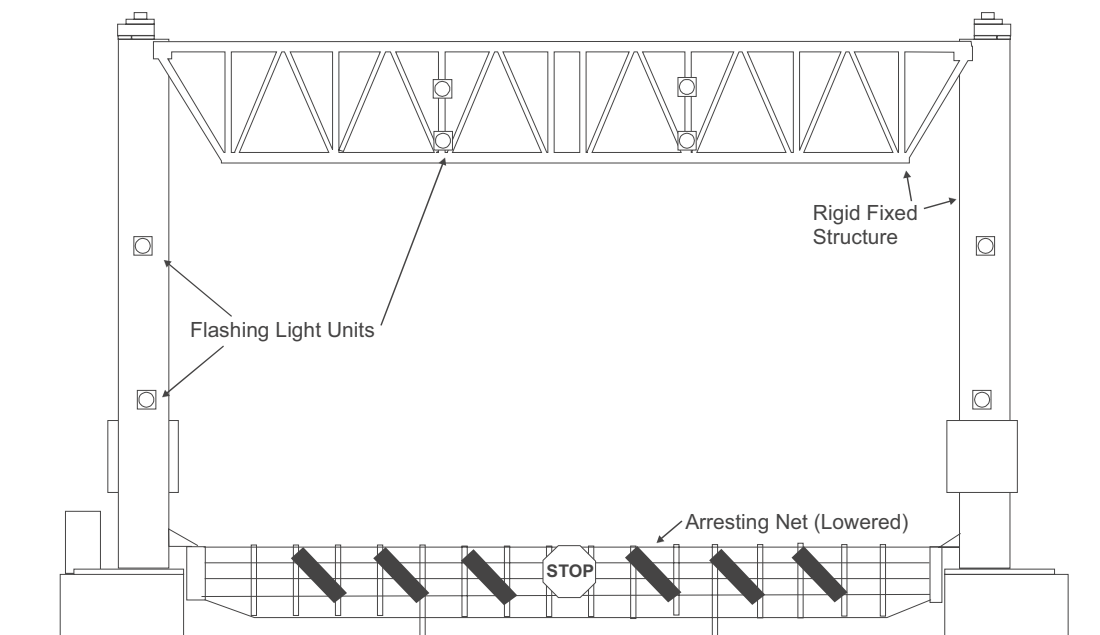 Rigid Fixed
Structure
Flashing Light Units
Arresting Net (Lowered)
STOP